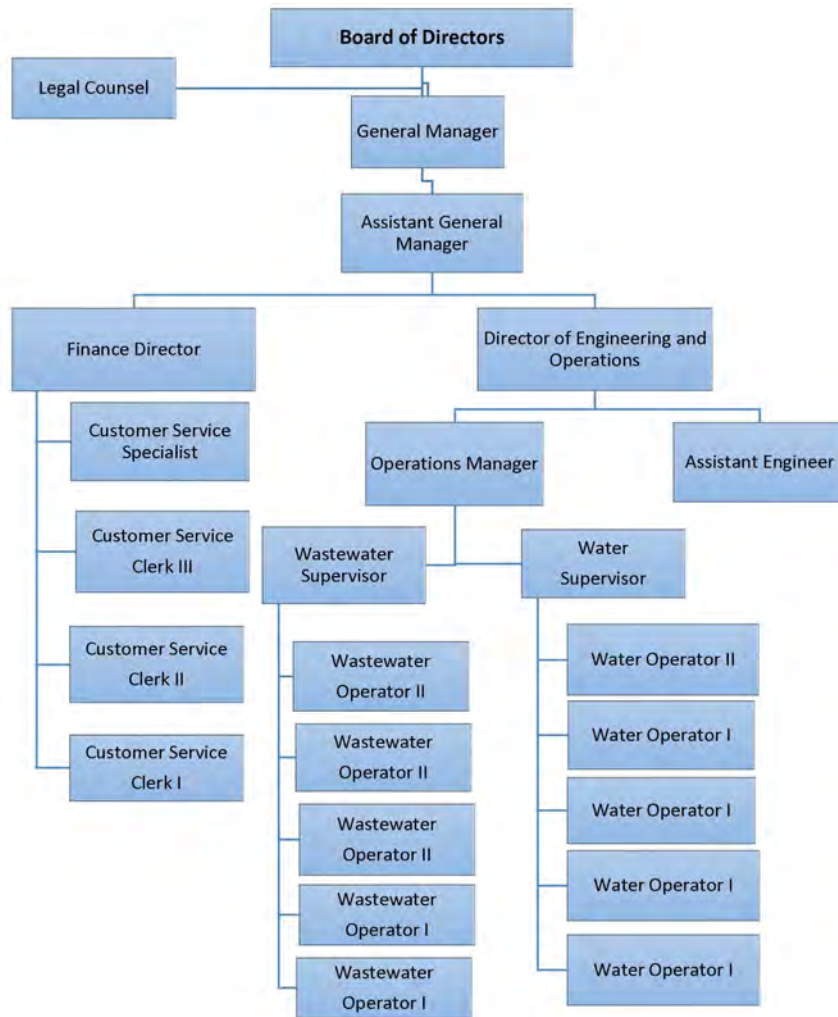 Board of Directors
Legal Counsel
General Manager
Assistant General
Manager
Finance Director
Director of Engineering and
Operations
Customer Service
Specialist
Customer Service
Clerk III
Customer Service
Clerk II
Customer Service
Clerk I
Operations Manager
Assistant Engineer
Wastewater
Supervisor
Water
Supervisor
Wastewater
Operator II
Wastewater
Operator II
Wastewater
Operator II
Wastewater
Operator I
Wastewater
Operator I
Water Operator II
Water Operator I
Water Operator I
Water Operator I
Water Operator I